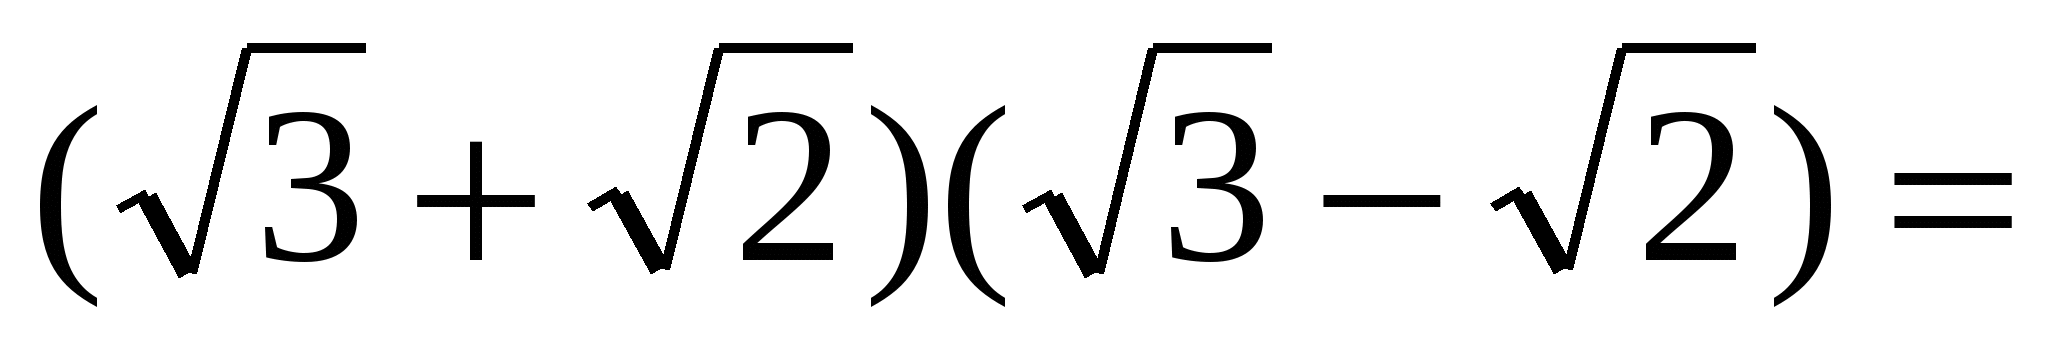 (√3 + √2)(√3 − √2) =